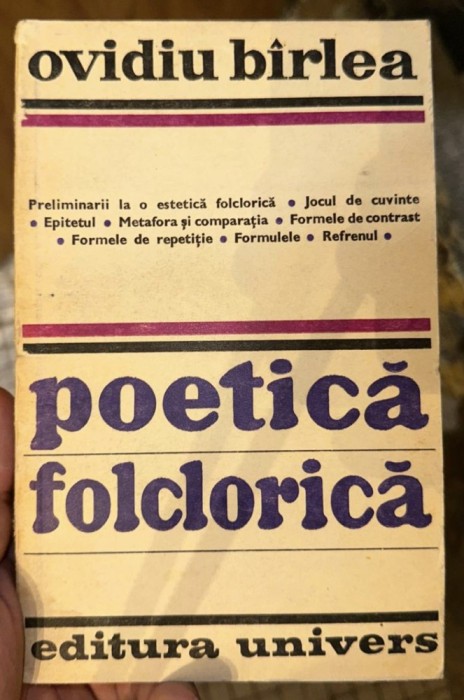 ovidiu bîrlea
Preliminarii la o estetică folclorică • Jocul de cuvinte
• Epitetul • Metafora și comparația • Formele de contrast
• Formele de repetiție • Formulele • Refrenul •
poetică
folclorică
editura univers